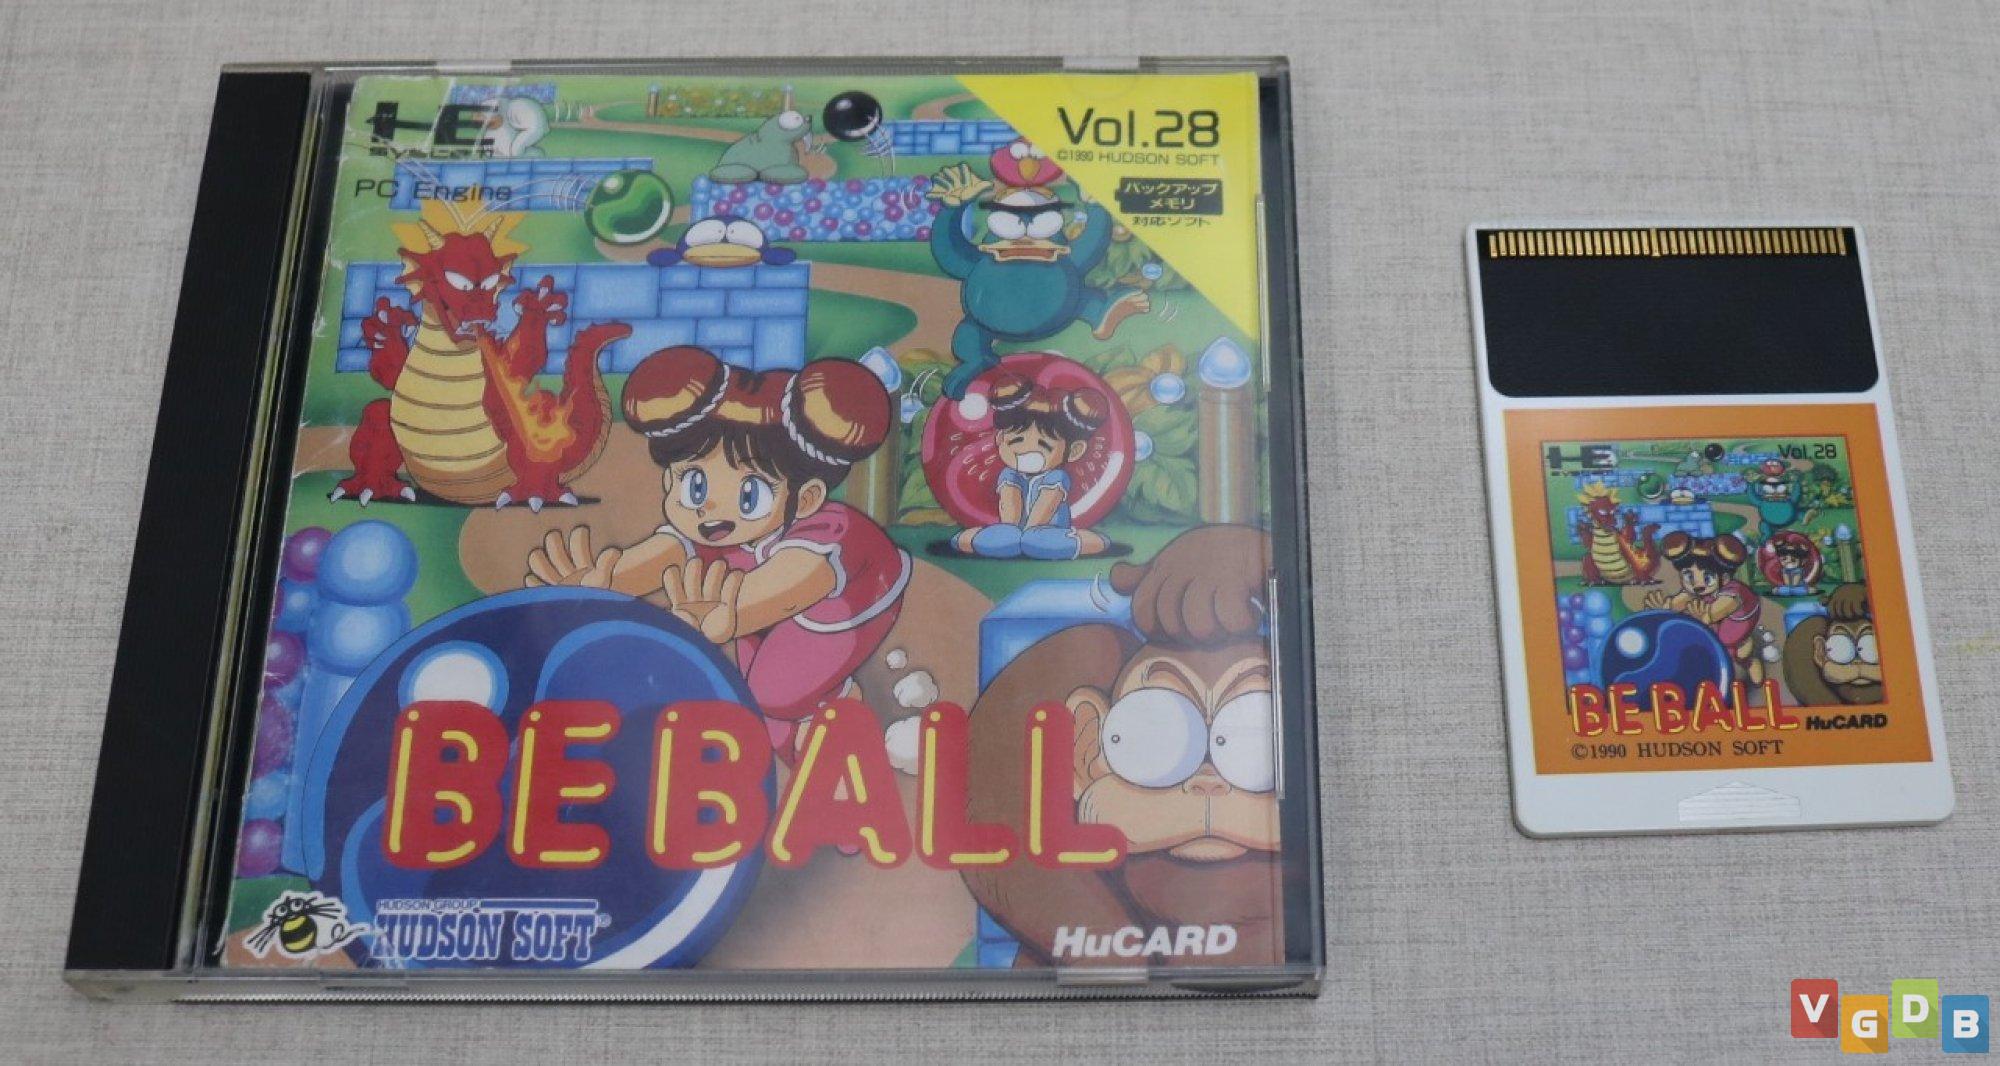 HE
SYSTEM
PC Engine
Vol.28
©1990 HUDSON SOFT
バックアップ
メモリ
対応ソフト
BE BALL
HUDSON GROUP
HUDSON SOFT®
HuCARD
HE
Vol.28
BE BALL HuCARD
©1990 HUDSON SOFT
VGDB